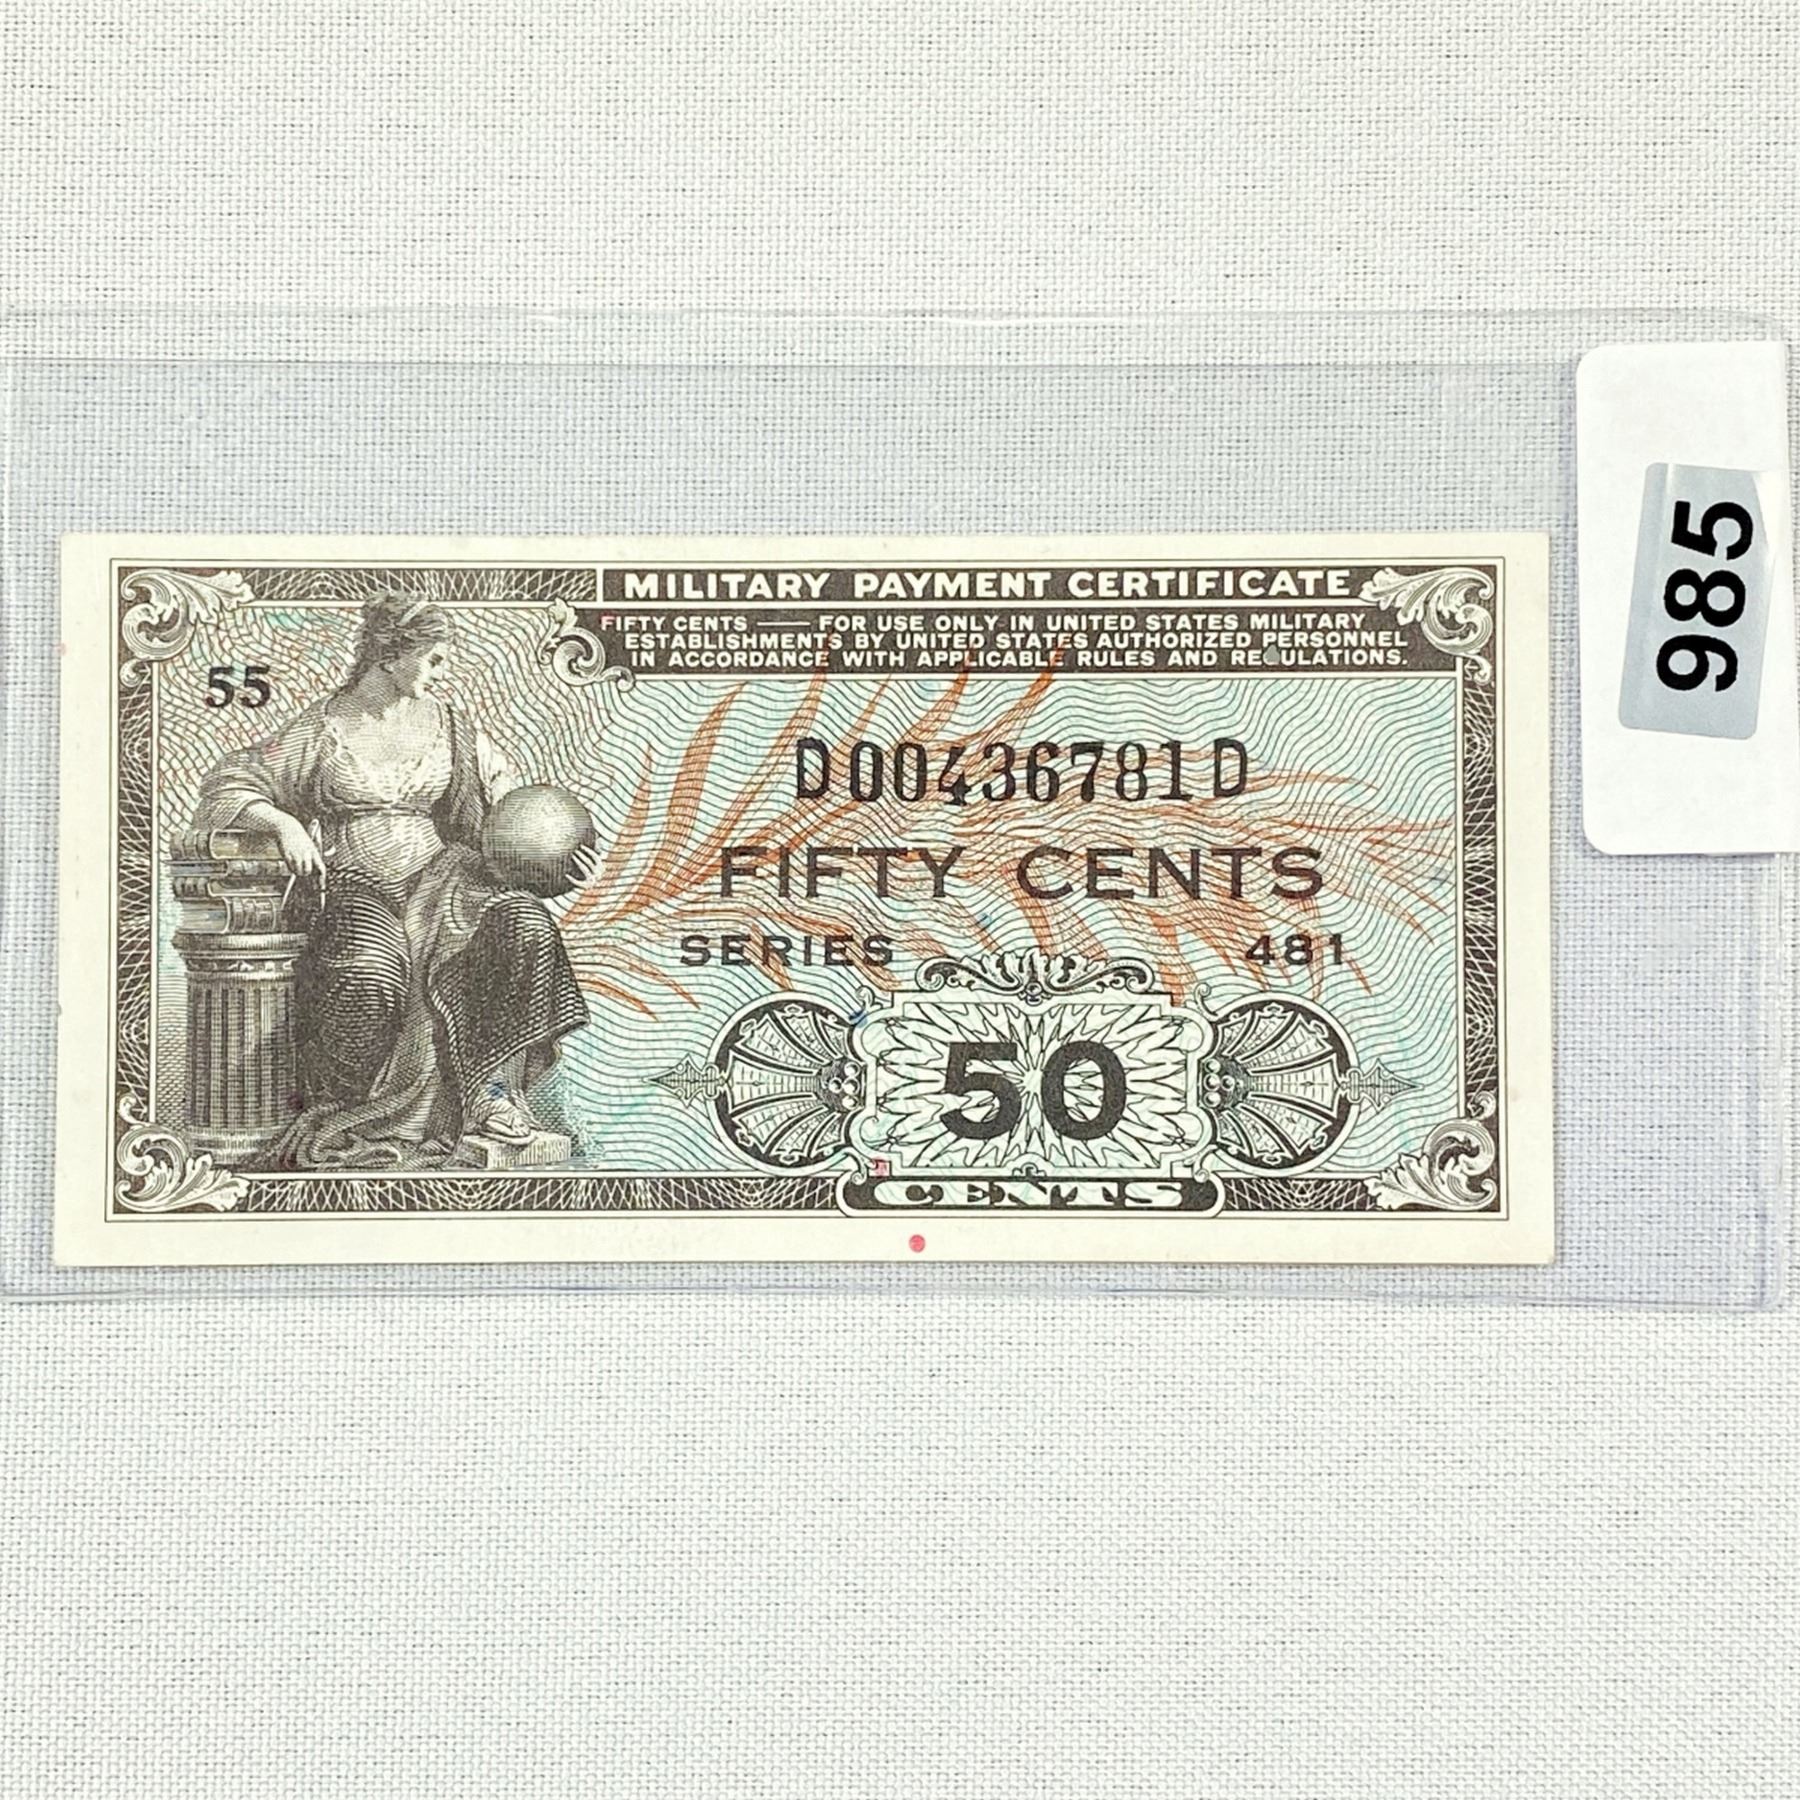 MILITARY PAYMENT CERTIFICATE
FIFTY CENTS — FOR USE ONLY IN UNITED STATES MILITARY
ESTABLISHMENTS BY UNITED STATES AUTHORIZED PERSONNEL
IN ACCORDANCE WITH APPLICABLE RULES AND REGULATIONS.
55
D00436781D
FIFTY CENTS
SERIES 481
50
CENTS
985